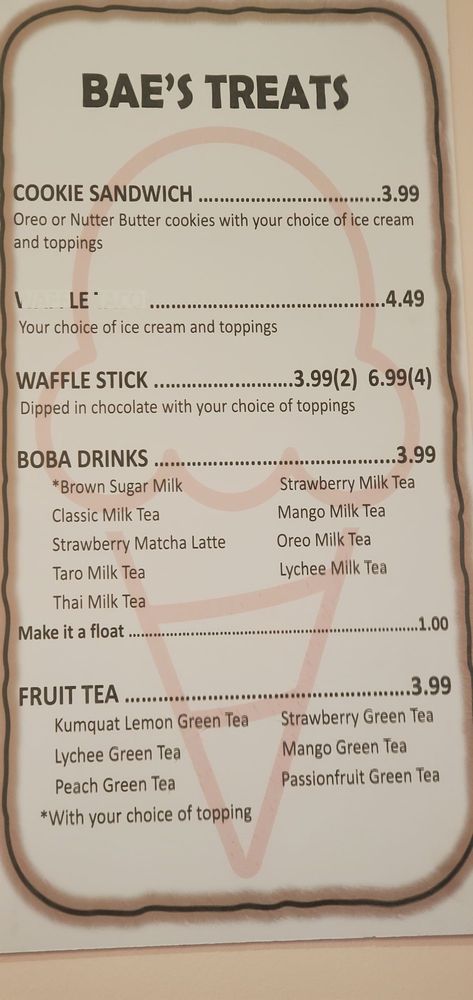 BAE'S TREATS
COOKIE SANDWICH ................................3.99
Oreo or Nutter Butter cookies with your choice of ice cream
and toppings
..........................................4.49
Your choice of ice cream and toppings
WAFFLE STICK .........................3.99(2) 6.99(4)
Dipped in chocolate with your choice of toppings
BOBA DRINKS ...........................................3.99
*Brown Sugar Milk Strawberry Milk Tea
Classic Milk Tea Mango Milk Tea
Strawberry Matcha Latte Oreo Milk Tea
Taro Milk Tea Lychee Milk Tea
Thai Milk Tea
Make it a float ................................................................1.00
FRUIT TEA ...................................................3.99
Kumquat Lemon Green Tea Strawberry Green Tea
Lychee Green Tea Mango Green Tea
Peach Green Tea Passionfruit Green Tea
*With your choice of topping